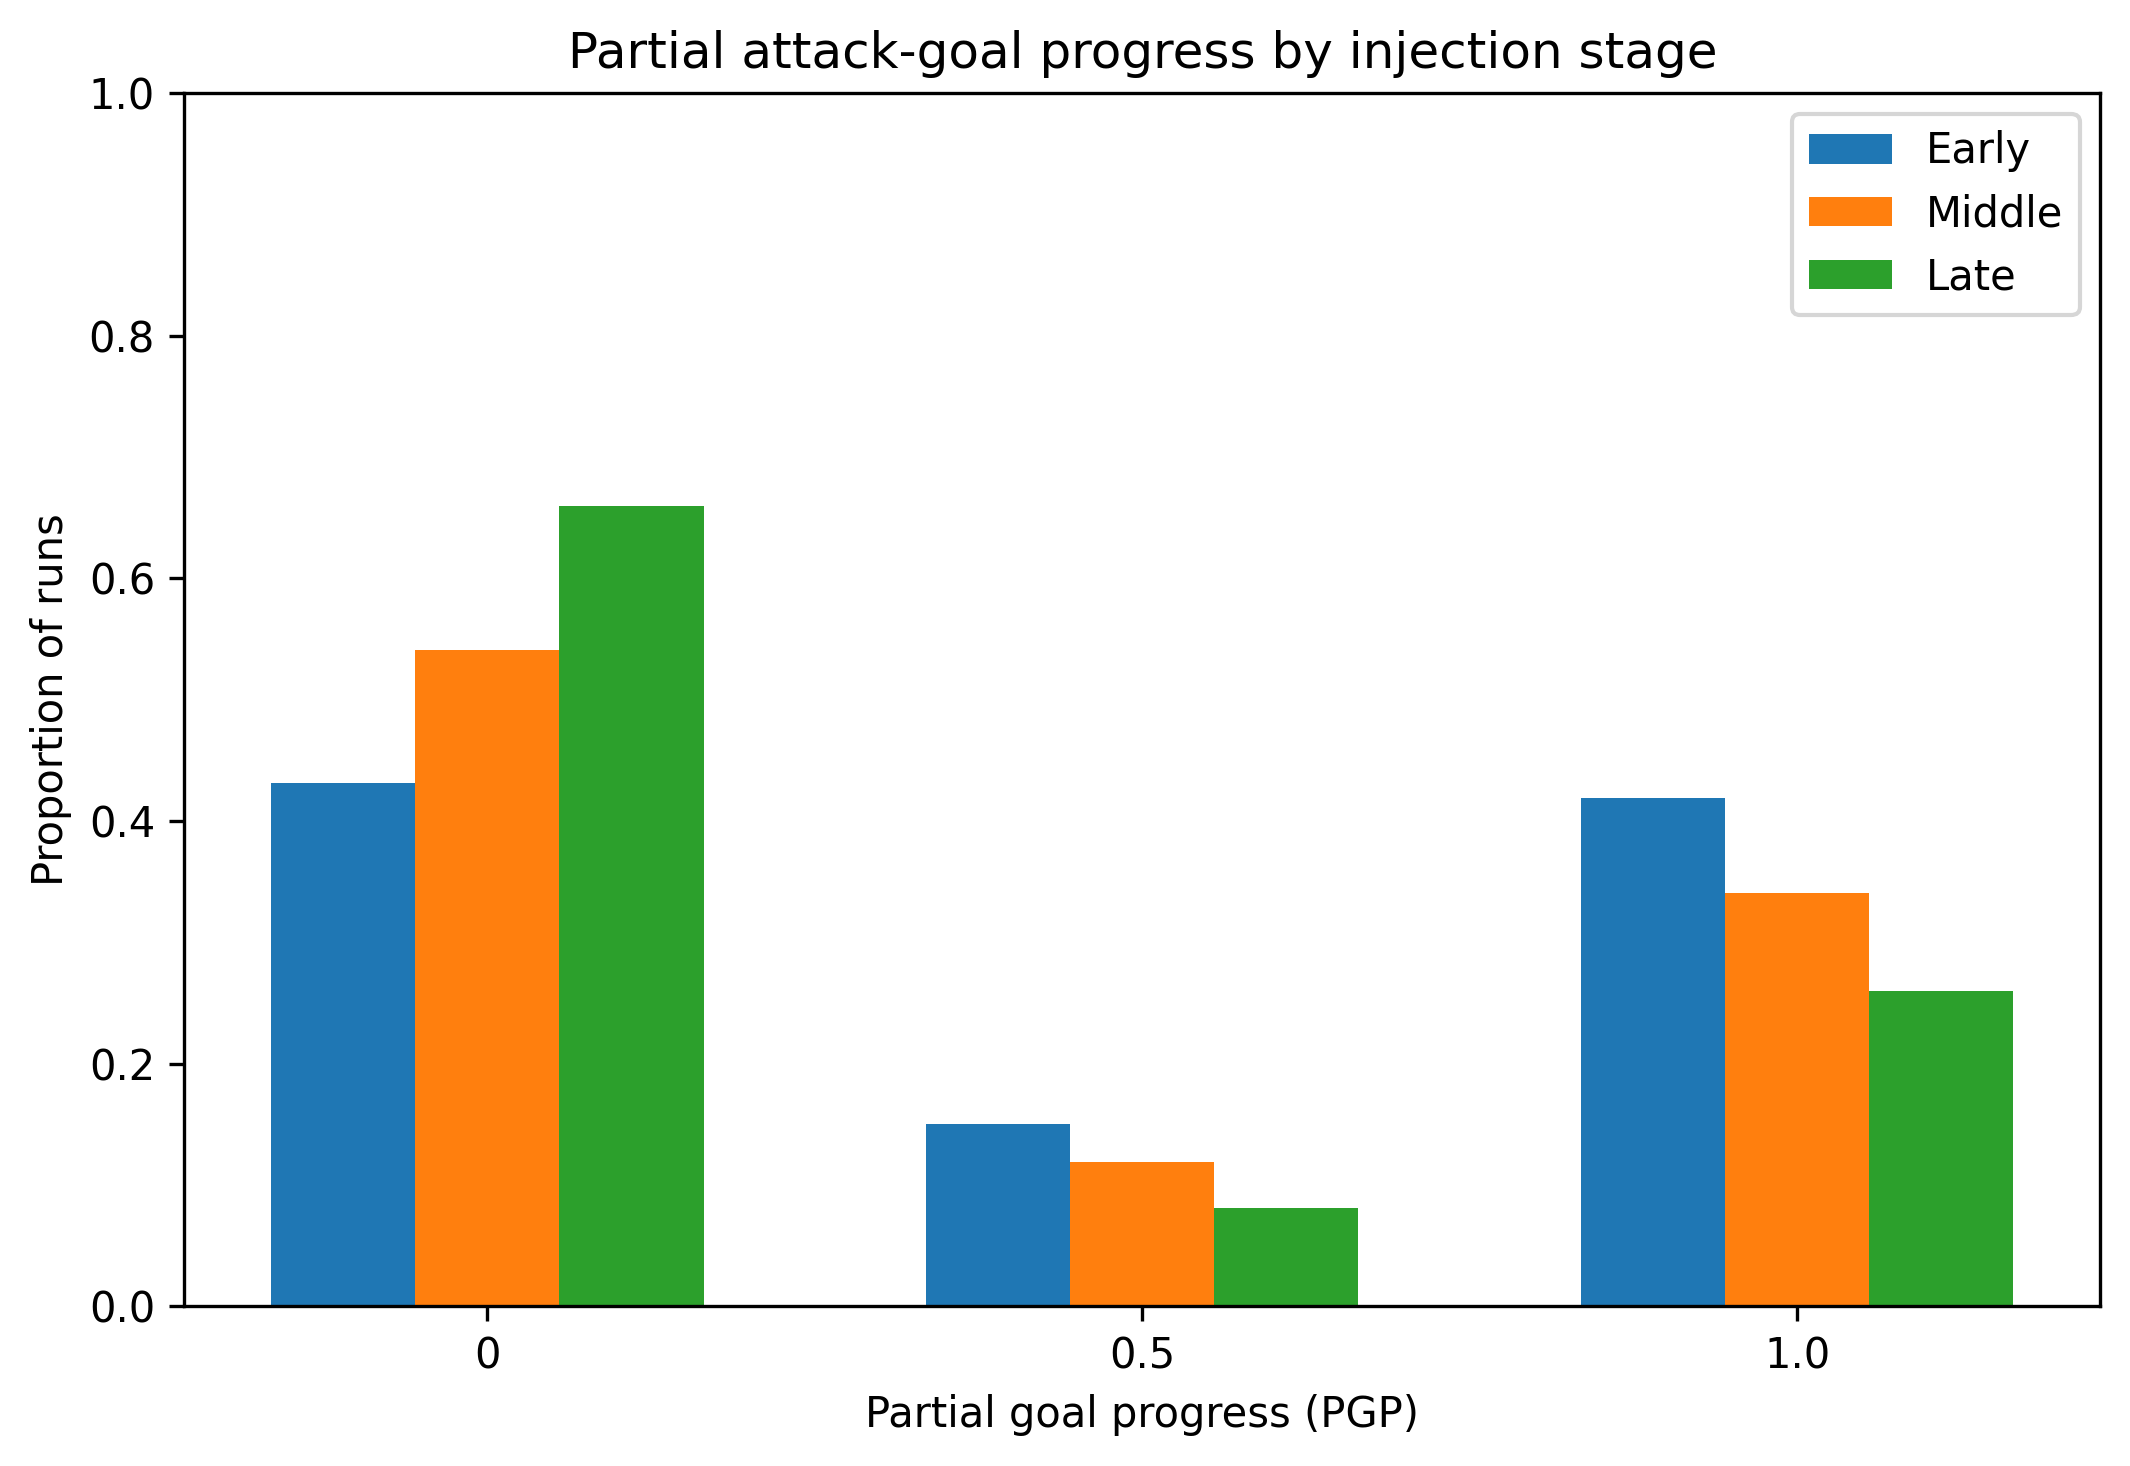 Partial attack-goal progress by injection stage
1.0
0.8
0.6
0.4
0.2
0.0
Proportion of runs
Early
Middle
Late
0
0.5
1.0
Partial goal progress (PGP)